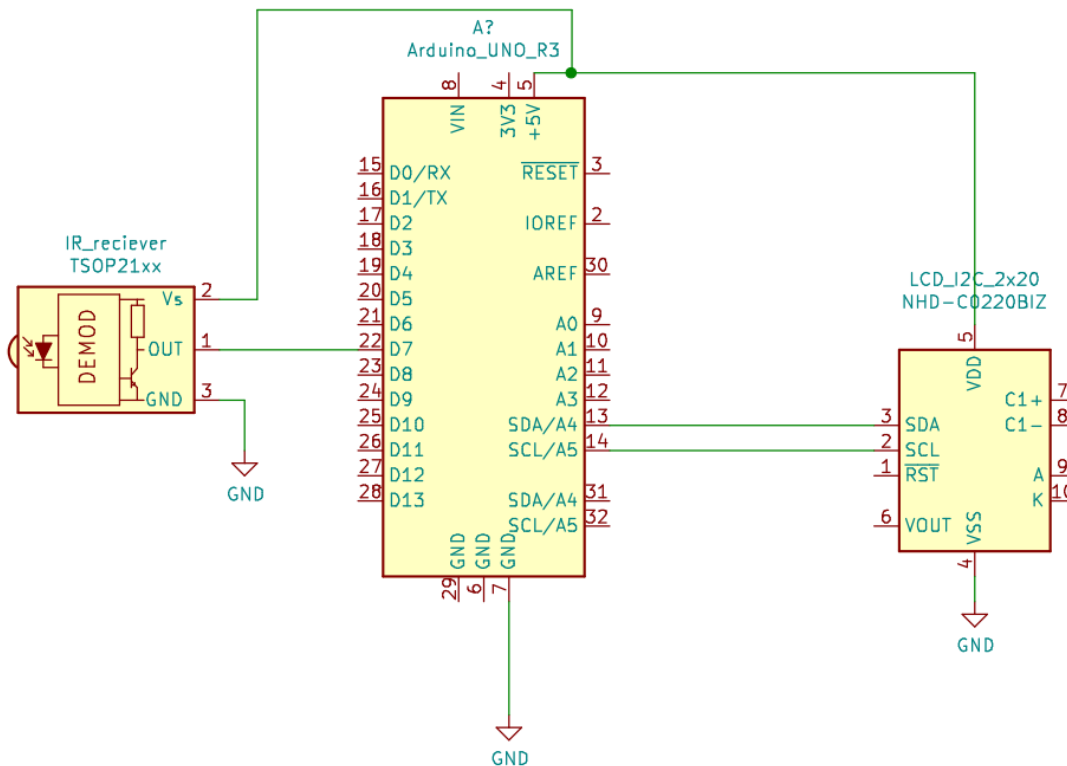 A?
Arduino_UNO_R3
8
4
5
VIN
3V3
+5V
15 D0/RX
16 D1/TX
17 D2
18 D3
19 D4
20 D5
21 D6
22 D7
23 D8
24 D9
25 D10
26 D11
27 D12
28 D13
RESET 3
IOREF 2
AREF 30
A0 9
A1 10
A2 11
A3 12
SDA/A4 13
SCL/A5 14
SDA/A4 31
SCL/A5 32
GND
GND
GND
29
6
7
GND
IR_reciever
TSOP21xx
DEMOD
Vs 2
OUT 1
GND 3
GND
LCD_I2C_2x20
NHD-C0220BIZ
5
VDD
3 SDA
2 SCL
1 RST
6 VOUT
C1+ 7
C1- 8
A 9
K 10
VSS
4
GND